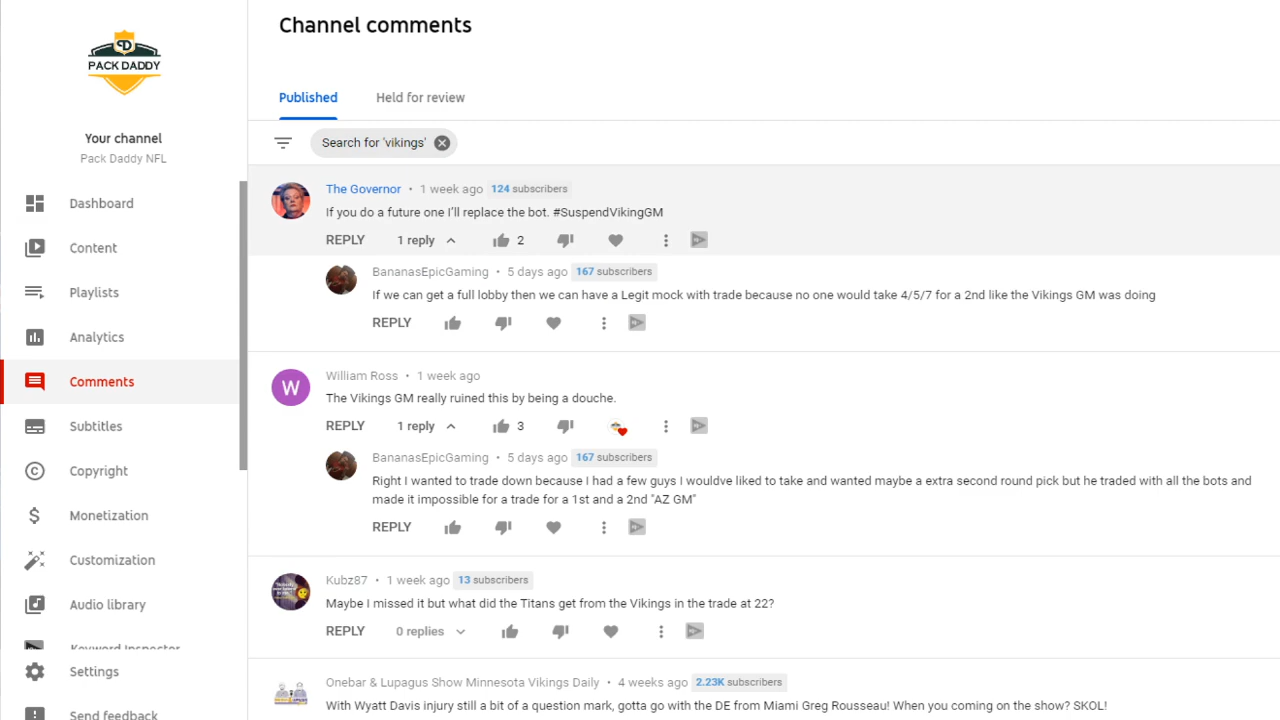 Channel comments
PD
PACK DADDY
Your channel
Pack Daddy NFL
Dashboard
Content
Playlists
Analytics
Comments
Subtitles
Copyright
Monetization
Customization
Audio library
Keyword Inspector
Settings
Send feedback
Published
Held for review
Search for 'vikings'
The Governor • 1 week ago 124 subscribers
If you do a future one I'll replace the bot. #SuspendVikingGM
REPLY 1 reply 2
BananasEpicGaming • 5 days ago 167 subscribers
If we can get a full lobby then we can have a Legit mock with trade because no one would take 4/5/7 for a 2nd like the Vikings GM was doing
REPLY
W
William Ross • 1 week ago
The Vikings GM really ruined this by being a douche.
REPLY 1 reply 3
BananasEpicGaming • 5 days ago 167 subscribers
Right I wanted to trade down because I had a few guys I wouldve liked to take and wanted maybe a extra second round pick but he traded with all the bots and
made it impossible for a trade for a 1st and a 2nd "AZ GM"
REPLY
Kubz87 • 1 week ago 13 subscribers
Maybe I missed it but what did the Titans get from the Vikings in the trade at 22?
REPLY 0 replies
Onebar & Lupagus Show Minnesota Vikings Daily • 4 weeks ago 2.23K subscribers
With Wyatt Davis injury still a bit of a question mark, gotta go with the DE from Miami Greg Rousseau! When you coming on the show? SKOL!